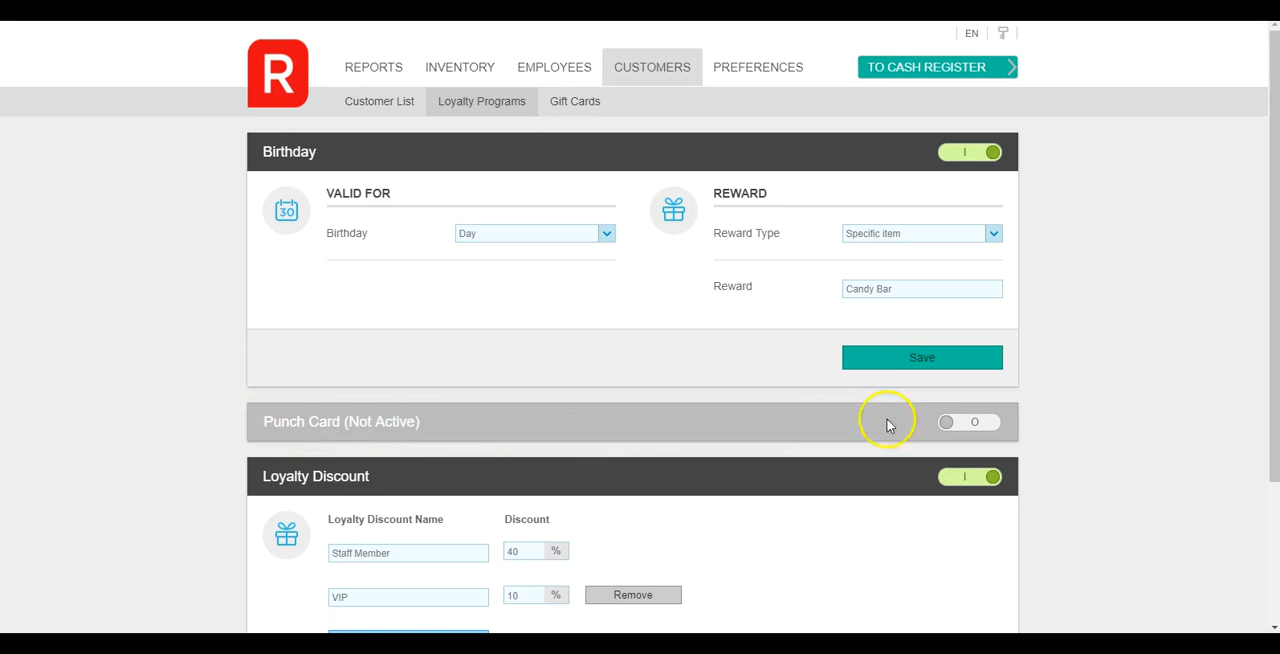 EN
R
REPORTS INVENTORY EMPLOYEES CUSTOMERS PREFERENCES TO CASH REGISTER
Customer List Loyalty Programs Gift Cards
Birthday I
VALID FOR REWARD
30
Birthday Day Reward Type Specific item
Reward Candy Bar
Save
Punch Card (Not Active) O
Loyalty Discount I
Loyalty Discount Name Discount
Staff Member 40 %
VIP 10 % Remove